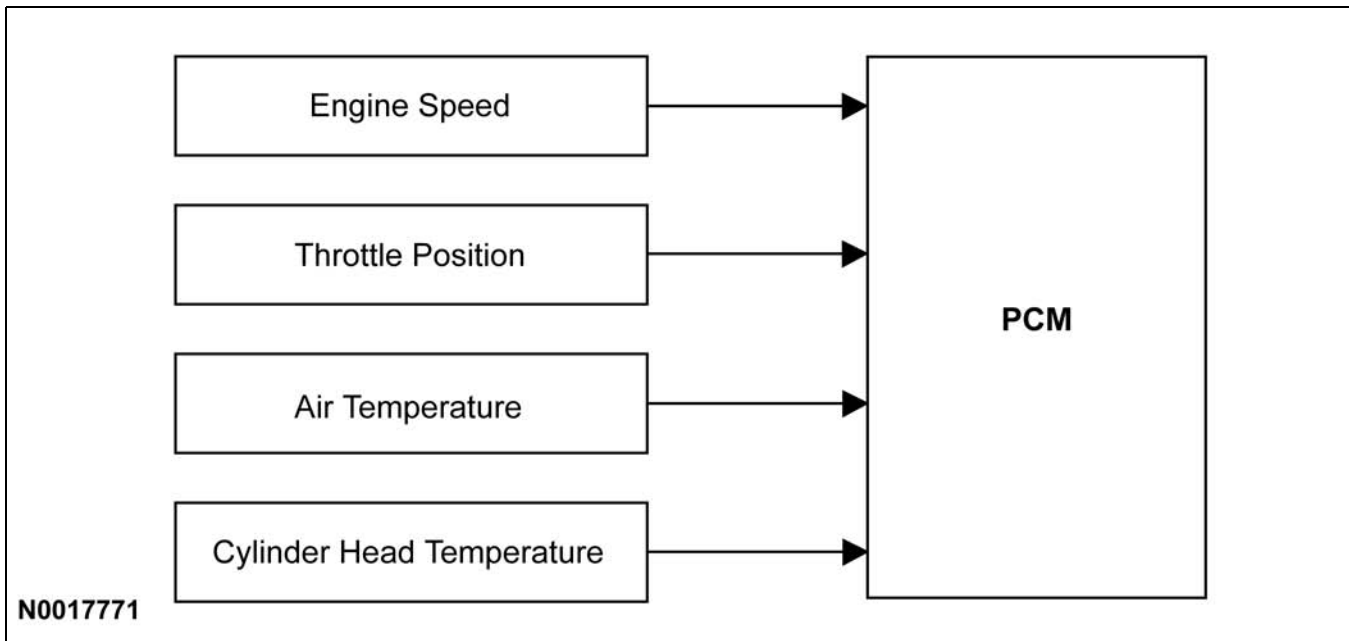 Engine Speed
Throttle Position
Air Temperature
Cylinder Head Temperature
PCM
N0017771